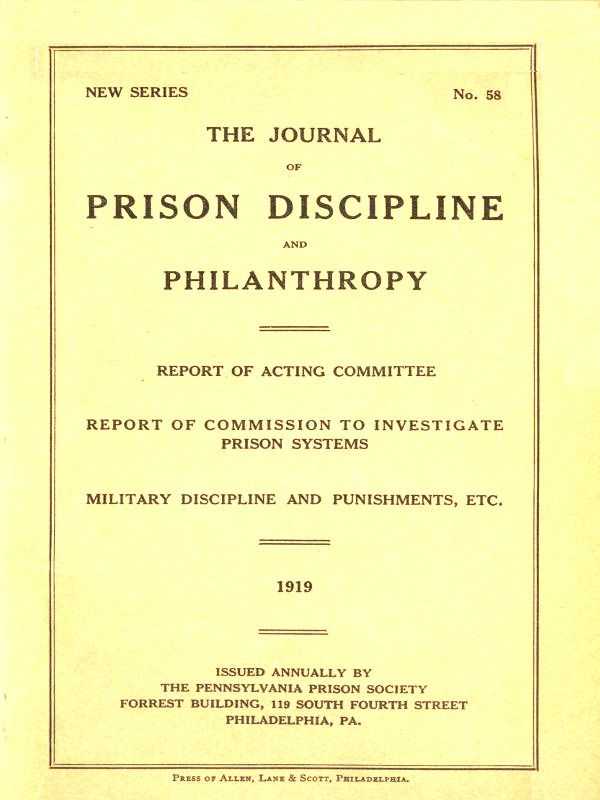 NEW SERIES No. 58
THE JOURNAL
OF
PRISON DISCIPLINE
AND
PHILANTHROPY
REPORT OF ACTING COMMITTEE
REPORT OF COMMISSION TO INVESTIGATE
PRISON SYSTEMS
MILITARY DISCIPLINE AND PUNISHMENTS, ETC.
1919
ISSUED ANNUALLY BY
THE PENNSYLVANIA PRISON SOCIETY
FORREST BUILDING, 119 SOUTH FOURTH STREET
PHILADELPHIA, PA.
PRESS OF ALLEN, LANE & SCOTT, PHILADELPHIA.